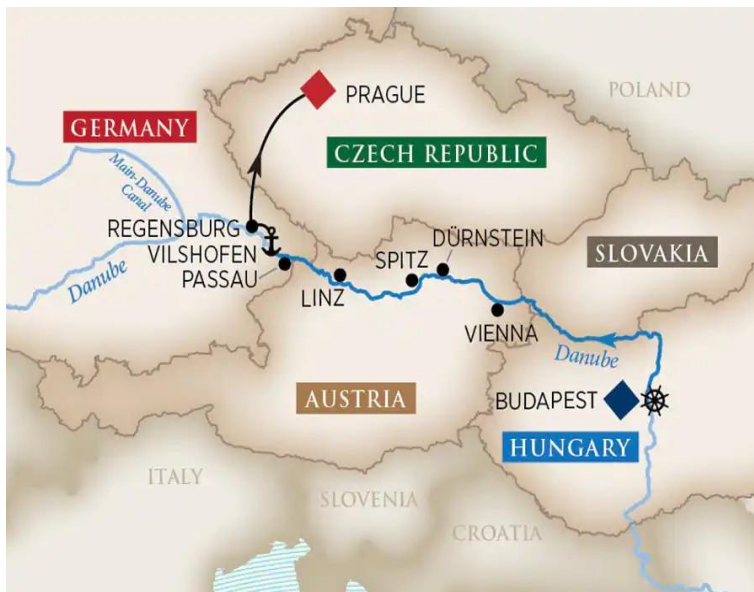 POLAND
PRAGUE
GERMANY
CZECH REPUBLIC
Main-Danube
Canal
REGENSBURG
VILSHOFEN
PASSAU
Danube
LINZ
SPITZ
DÜRNSTEIN
SLOVAKIA
VIENNA
Danube
AUSTRIA
BUDAPEST
HUNGARY
ITALY
SLOVENIA
CROATIA